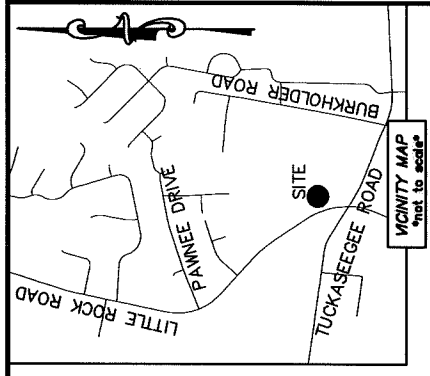 BURKHOLDER ROAD
PAWNEE DRIVE
LITTLE ROCK ROAD
SITE
TUCKASEEGEE ROAD
VICINITY MAP
*not to scale*